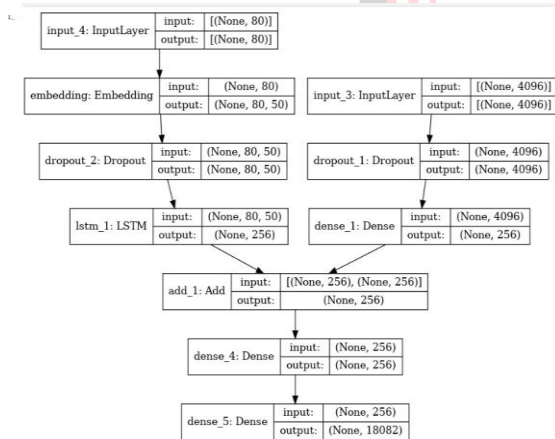 input_4: InputLayer input: [(None, 80)]
output: [(None, 80)]
embedding: Embedding input: (None, 80)
output: (None, 80, 50)
input_3: InputLayer input: [(None, 4096)]
output: [(None, 4096)]
dropout_2: Dropout input: (None, 80, 50)
output: (None, 80, 50)
dropout_1: Dropout input: (None, 4096)
output: (None, 4096)
lstm_1: LSTM input: (None, 80, 50)
output: (None, 256)
dense_1: Dense input: (None, 4096)
output: (None, 256)
add_1: Add input: [(None, 256), (None, 256)]
output: (None, 256)
dense_4: Dense input: (None, 256)
output: (None, 256)
dense_5: Dense input: (None, 256)
output: (None, 18082)